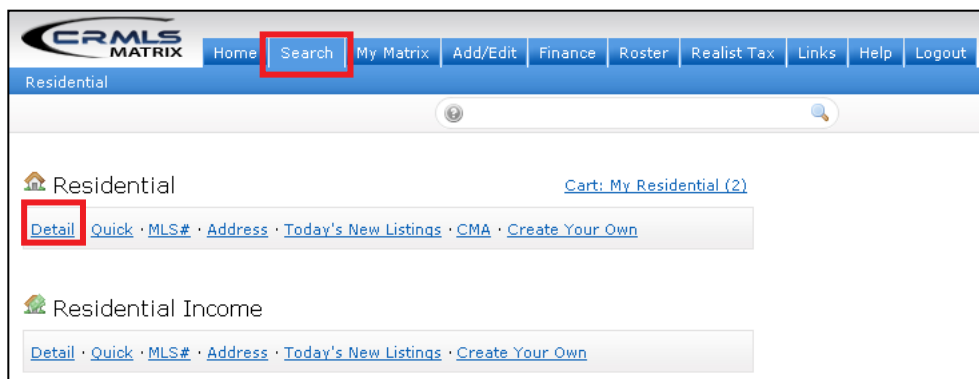 CRMLS
MATRIX
Home Search My Matrix Add/Edit Finance Roster Realist Tax Links Help Logout
Residential
Residential Cart: My Residential (2)
Detail · Quick · MLS# · Address · Today's New Listings · CMA · Create Your Own
Residential Income
Detail · Quick · MLS# · Address · Today's New Listings · Create Your Own